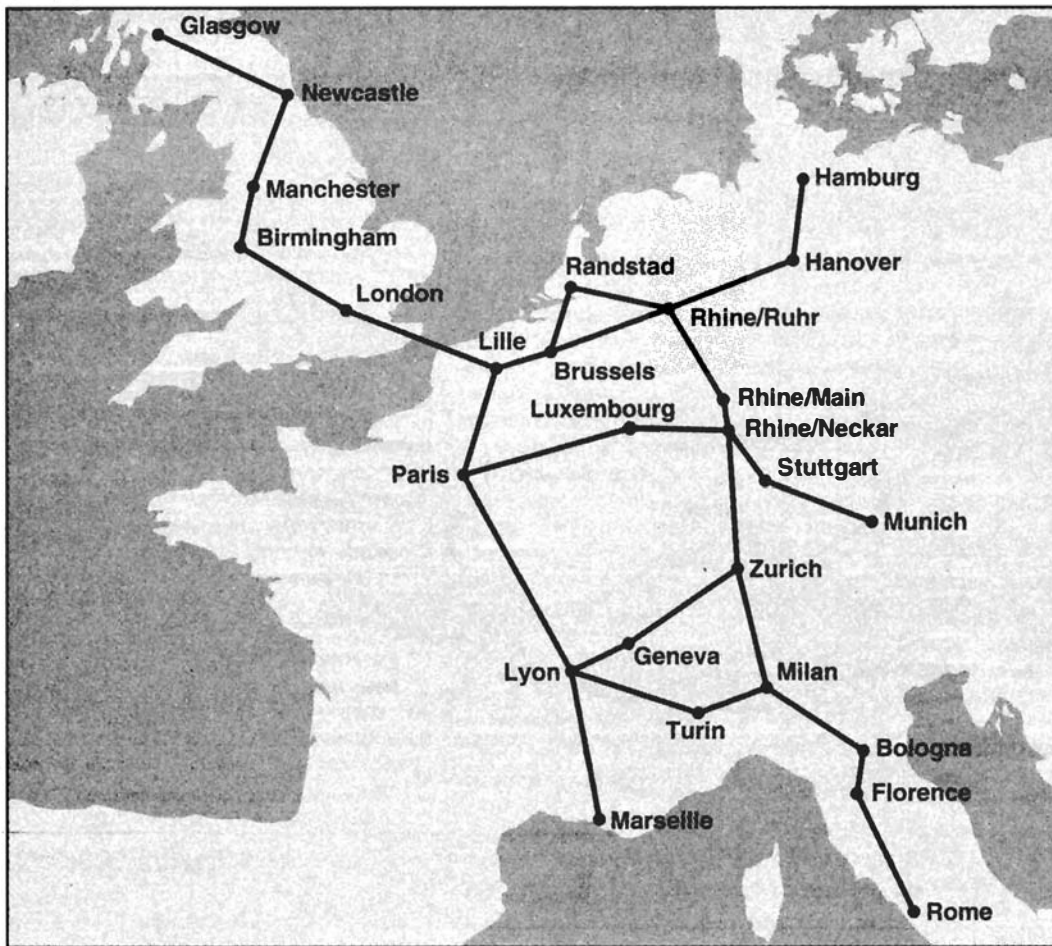 Glasgow
Newcastle
Manchester
Hamburg
Birmingham
Hanover
Randstad
London
Rhine/Ruhr
Lille
Brussels
Rhine/Main
Luxembourg
Rhine/Neckar
Stuttgart
Paris
Munich
Zurich
Geneva
Lyon
Milan
Turin
Bologna
Florence
Marseille
Rome